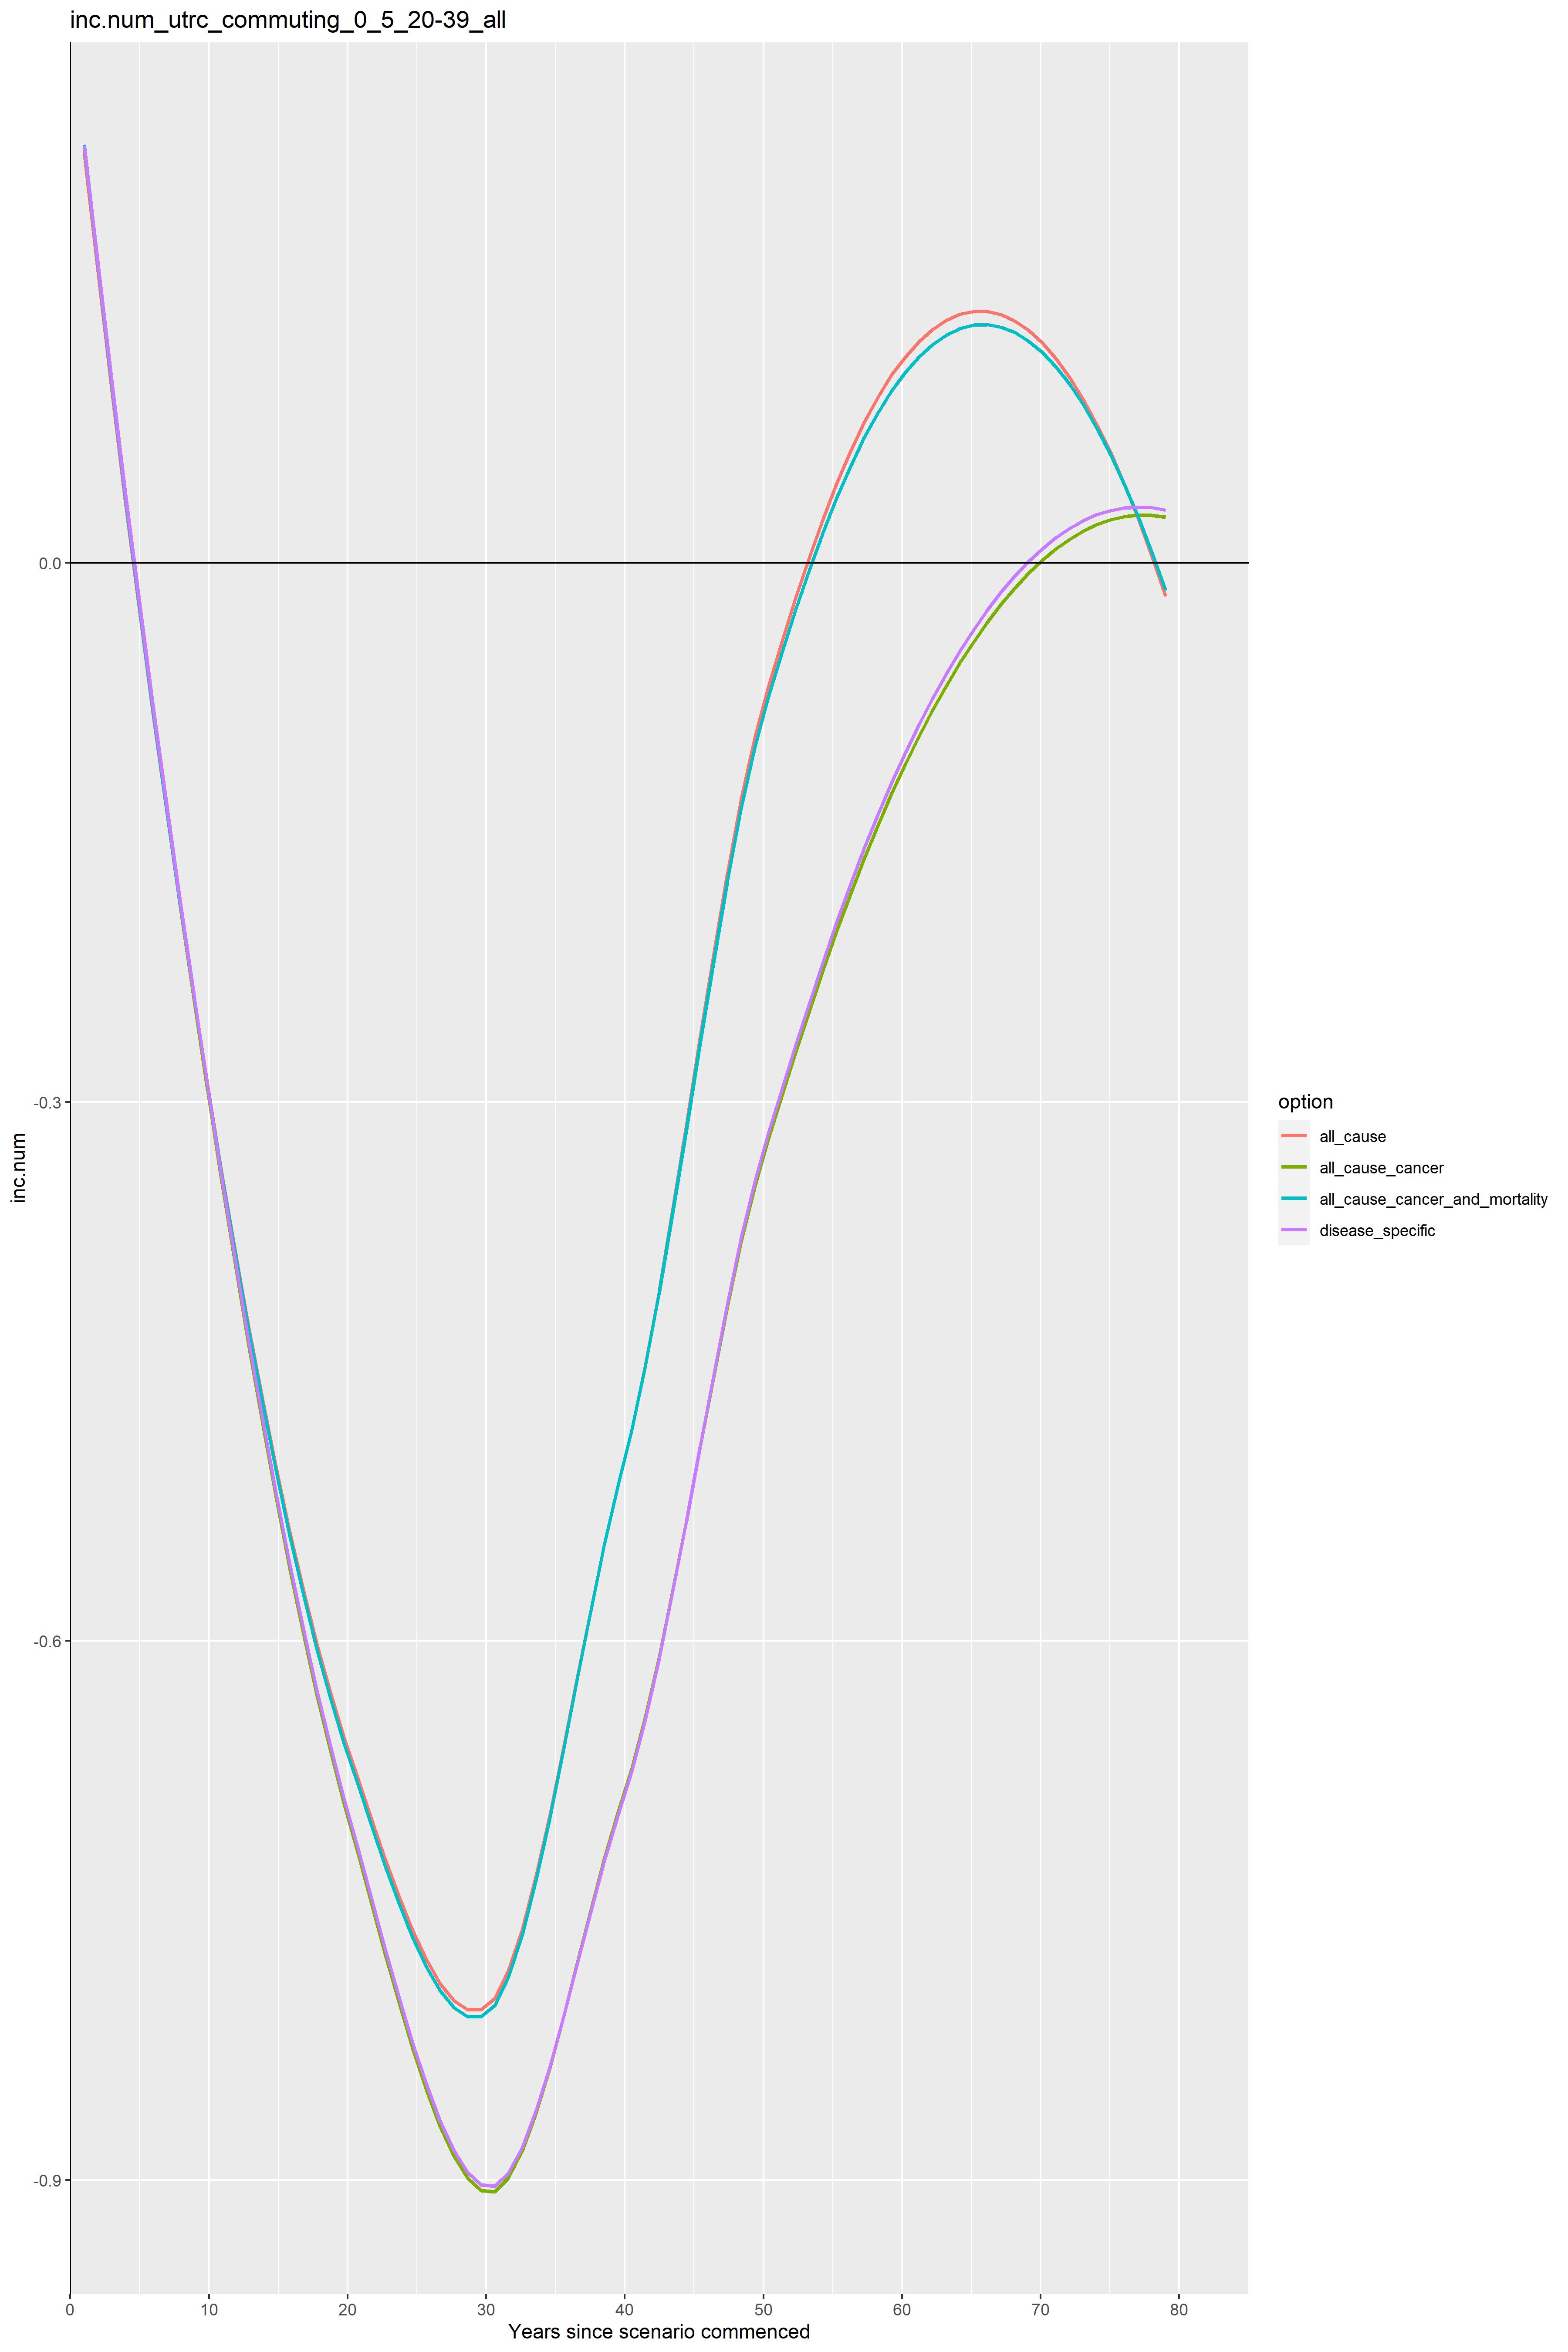 inc.num_utrc_commuting_0_5_20-39_all
0.0
-0.3
-0.6
-0.9
inc.num
0 10 20 30 40 50 60 70 80
Years since scenario commenced
option
all_cause
all_cause_cancer
all_cause_cancer_and_mortality
disease_specific